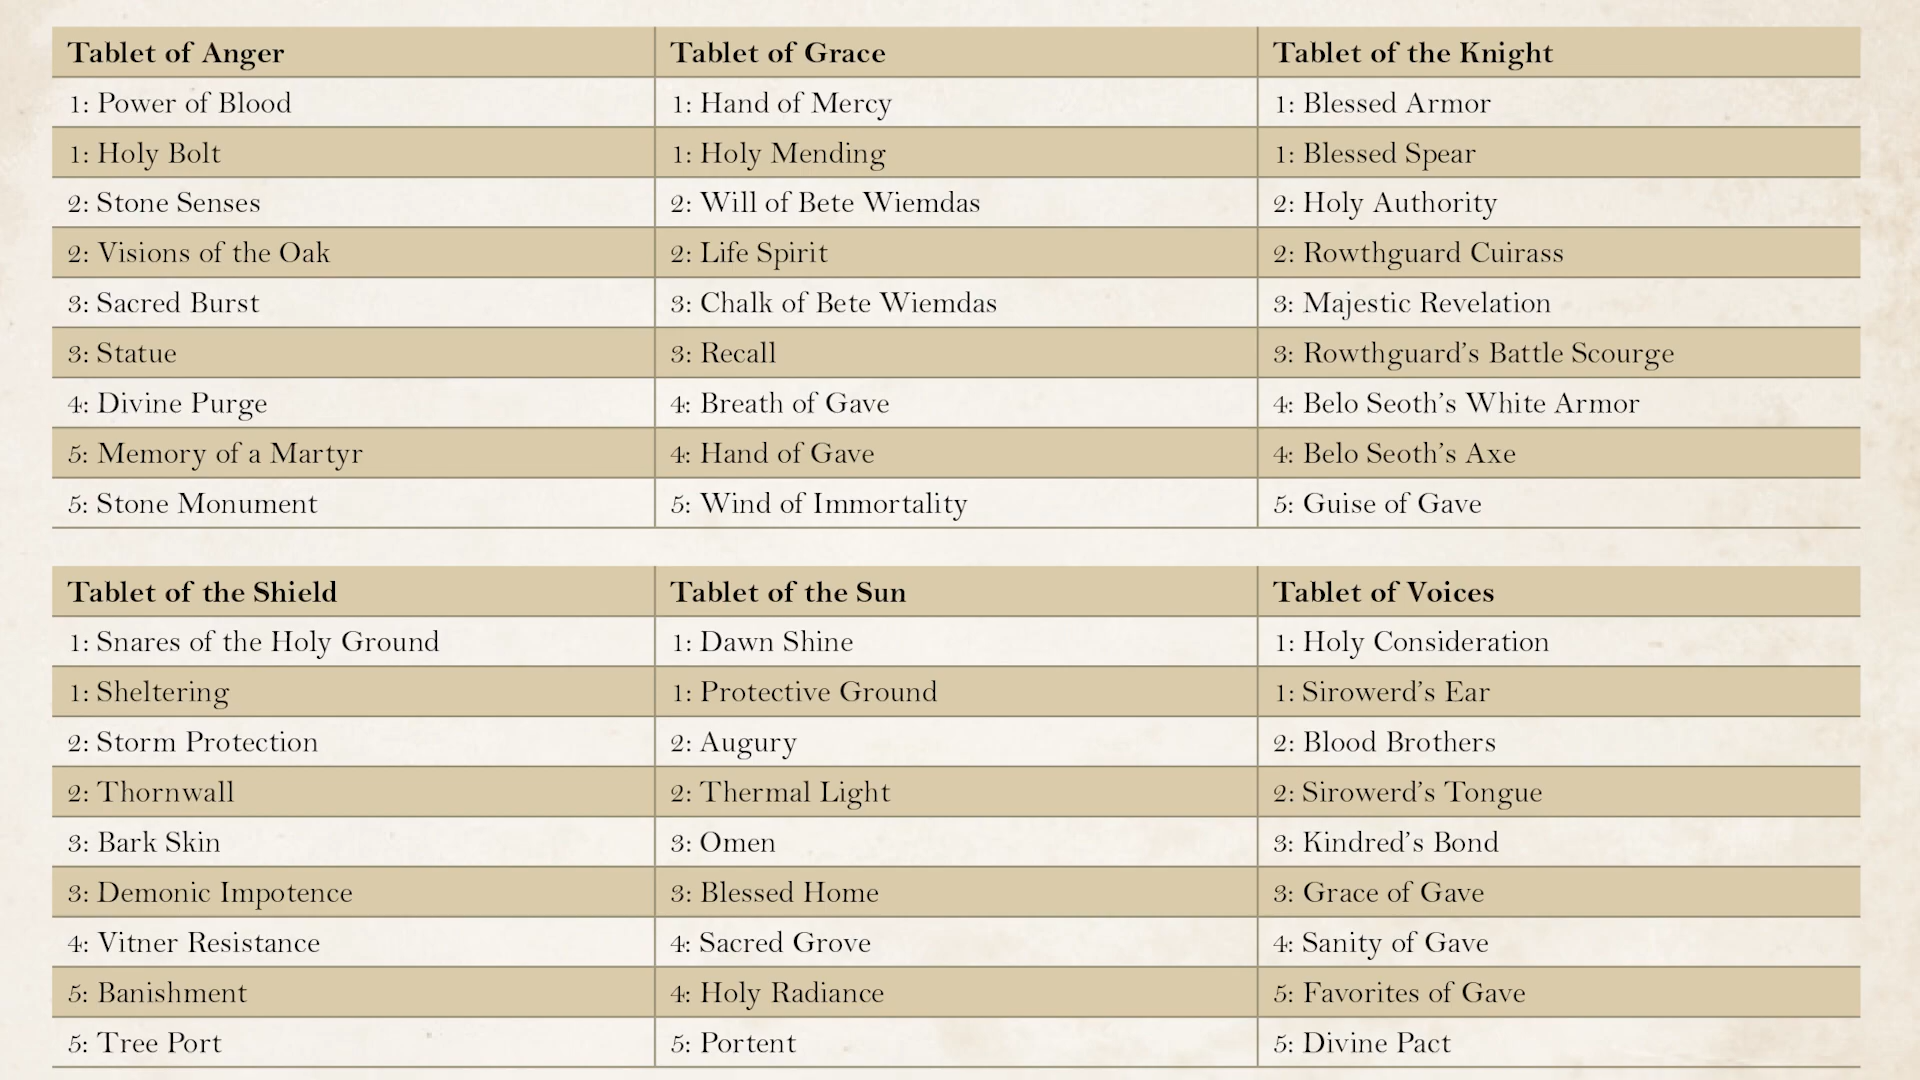 Tablet of Anger
Tablet of Grace
Tablet of the Knight
1: Power of Blood
1: Hand of Mercy
1: Blessed Armor
1: Holy Bolt
1: Holy Mending
1: Blessed Spear
2: Stone Senses
2: Will of Bete Wiemdas
2: Holy Authority
2: Visions of the Oak
2: Life Spirit
2: Rowthguard Cuirass
3: Sacred Burst
3: Chalk of Bete Wiemdas
3: Majestic Revelation
3: Statue
3: Recall
3: Rowthguard’s Battle Scourge
4: Divine Purge
4: Breath of Gave
4: Belo Seoth’s White Armor
5: Memory of a Martyr
4: Hand of Gave
4: Belo Seoth’s Axe
5: Stone Monument
5: Wind of Immortality
5: Guise of Gave
Tablet of the Shield
Tablet of the Sun
Tablet of Voices
1: Snares of the Holy Ground
1: Dawn Shine
1: Holy Consideration
1: Sheltering
1: Protective Ground
1: Sirowerd’s Ear
2: Storm Protection
2: Augury
2: Blood Brothers
2: Thornwall
2: Thermal Light
2: Sirowerd’s Tongue
3: Bark Skin
3: Omen
3: Kindred’s Bond
3: Demonic Impotence
3: Blessed Home
3: Grace of Gave
4: Vitner Resistance
4: Sacred Grove
4: Sanity of Gave
5: Banishment
4: Holy Radiance
5: Favorites of Gave
5: Tree Port
5: Portent
5: Divine Pact